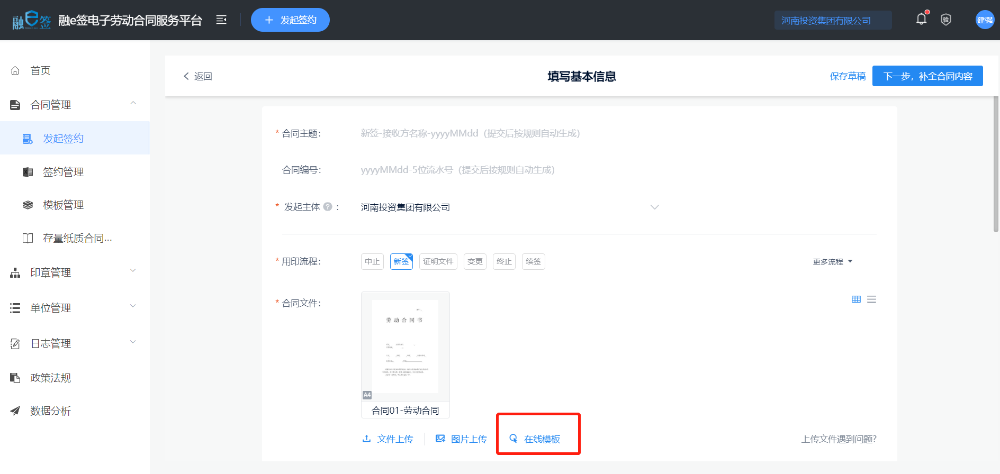 融e签 融e签电子劳动合同服务平台 + 发起签约 河南投资集团有限公司 验 建强
首页
合同管理
发起签约
签约管理
模板管理
存量纸质合同...
印章管理
单位管理
日志管理
政策法规
数据分析
返回 填写基本信息 保存草稿 下一步，补全合同内容
* 合同主题： 新签-接收方名称-yyyyMMdd（提交后按规则自动生成）
合同编号： yyyyMMdd-5位流水号（提交后按规则自动生成）
* 发起主体 ? ： 河南投资集团有限公司
* 用印流程： 中止 新签 证明文件 变更 终止 续签 更多流程
* 合同文件：
劳动合同书
A4
合同01-劳动合同
文件上传 图片上传 在线模板 上传文件遇到问题?